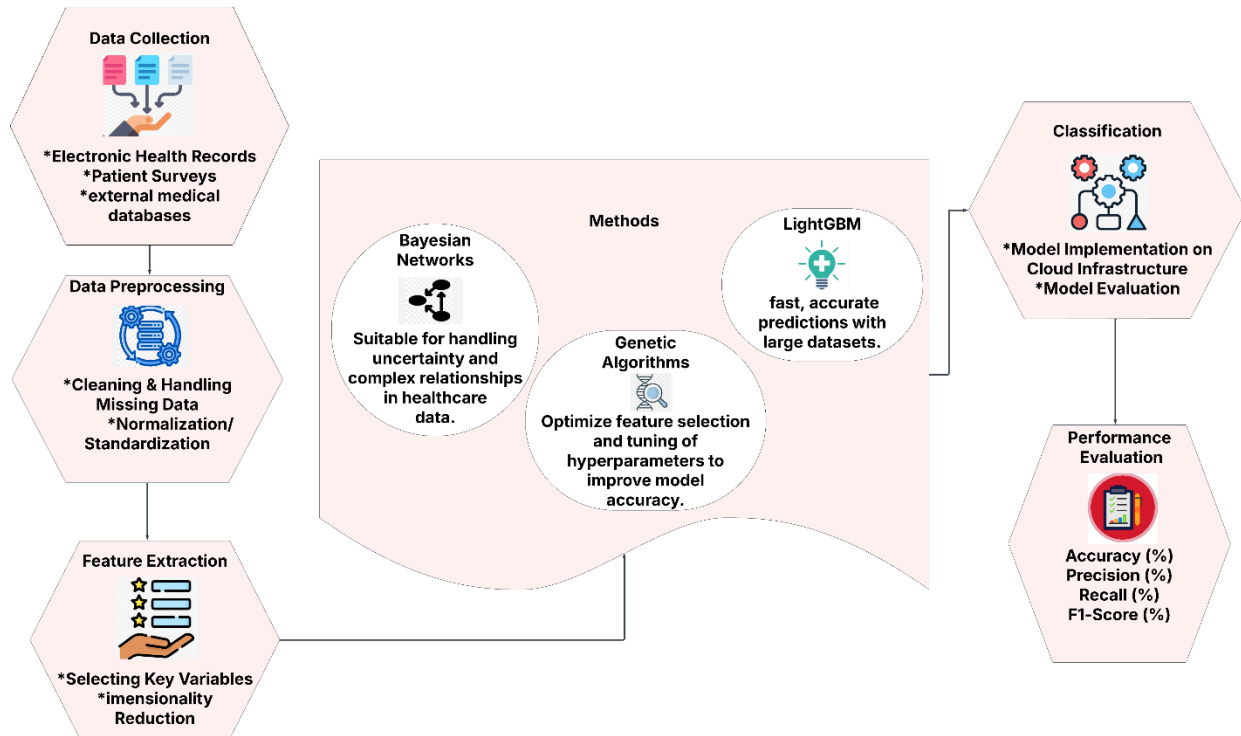 Data Collection
*Electronic Health Records
*Patient Surveys
*external medical
databases
Data Preprocessing
*Cleaning & Handling
Missing Data
*Normalization/
Standardization
Feature Extraction
*Selecting Key Variables
*imensionality
Reduction
Methods
Bayesian
Networks
Suitable for handling
uncertainty and
complex relationships
in healthcare
data.
Genetic
Algorithms
Optimize feature selection
and tuning of
hyperparameters to
improve model
accuracy.
LightGBM
fast, accurate
predictions with
large datasets.
Classification
*Model Implementation on
Cloud Infrastructure
*Model Evaluation
Performance
Evaluation
Accuracy (%)
Precision (%)
Recall (%)
F1-Score (%)